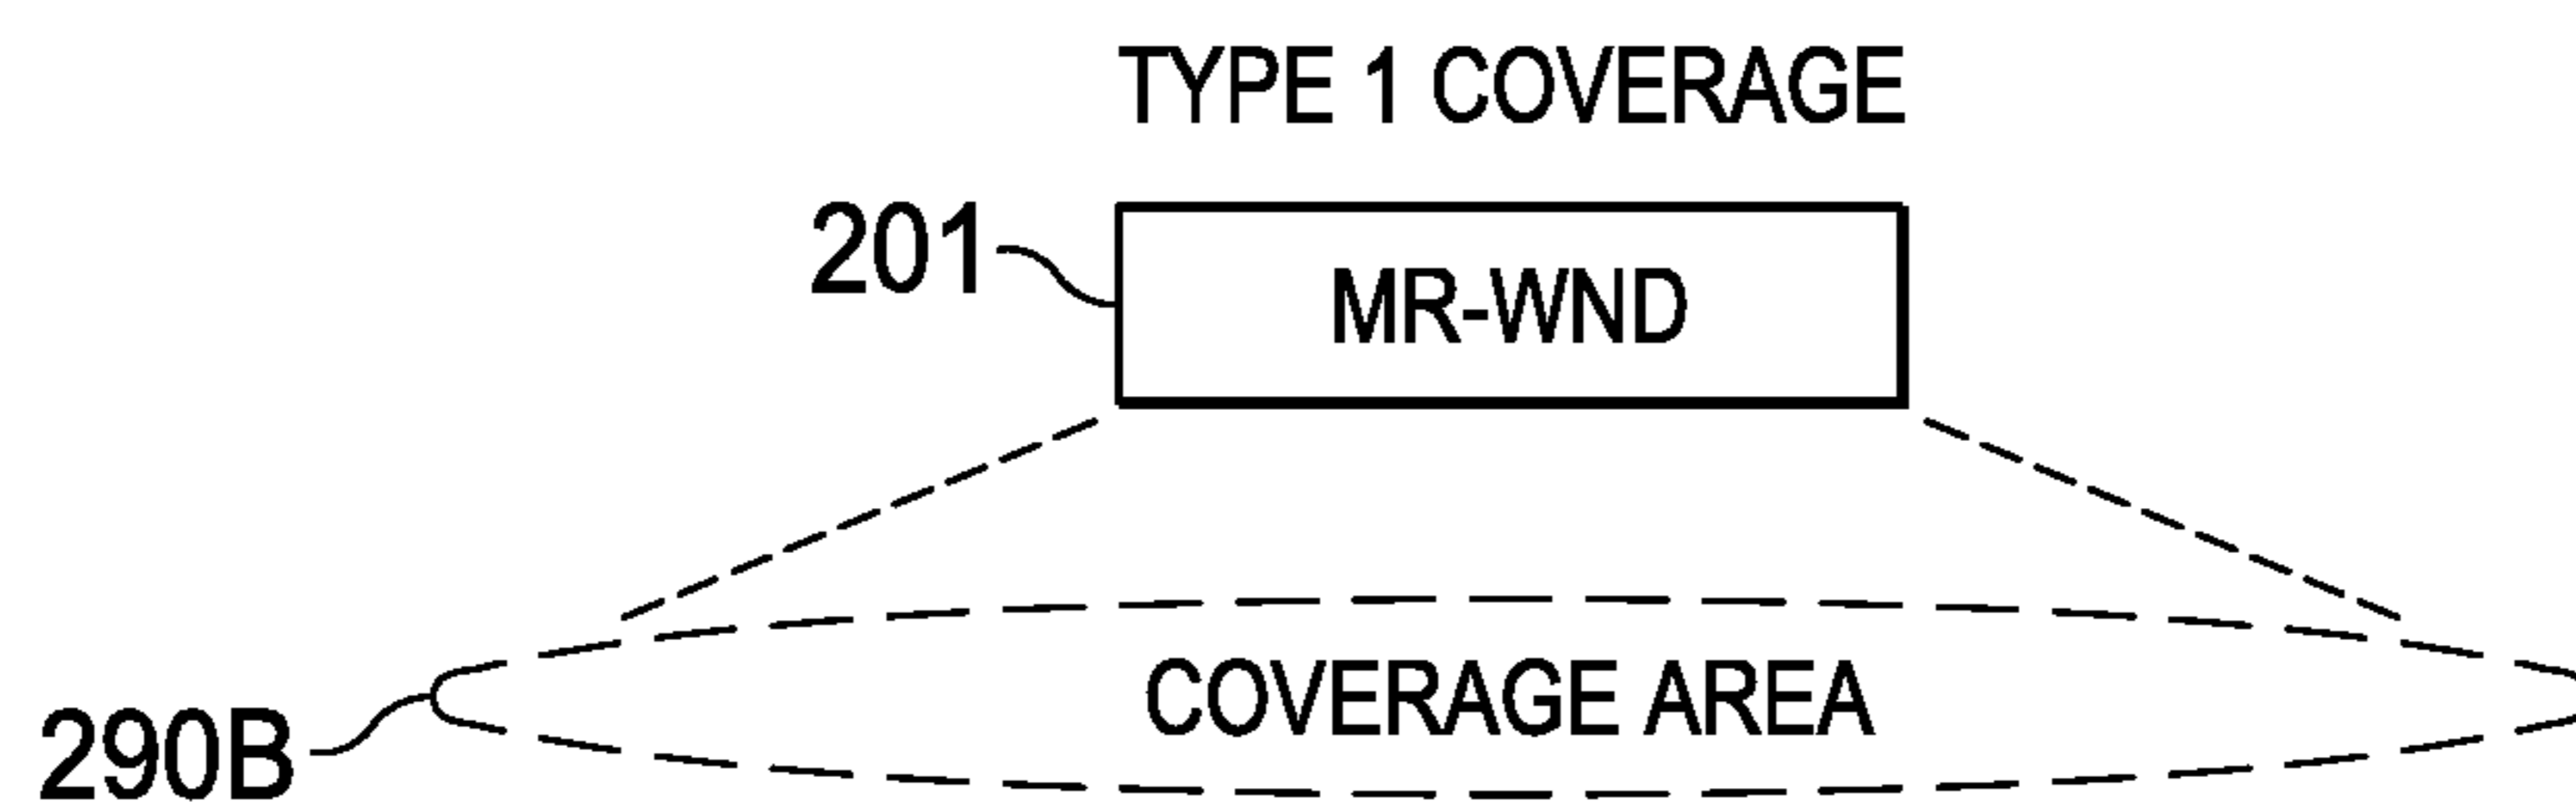 TYPE 1 COVERAGE
201
MR-WND
COVERAGE AREA
290B